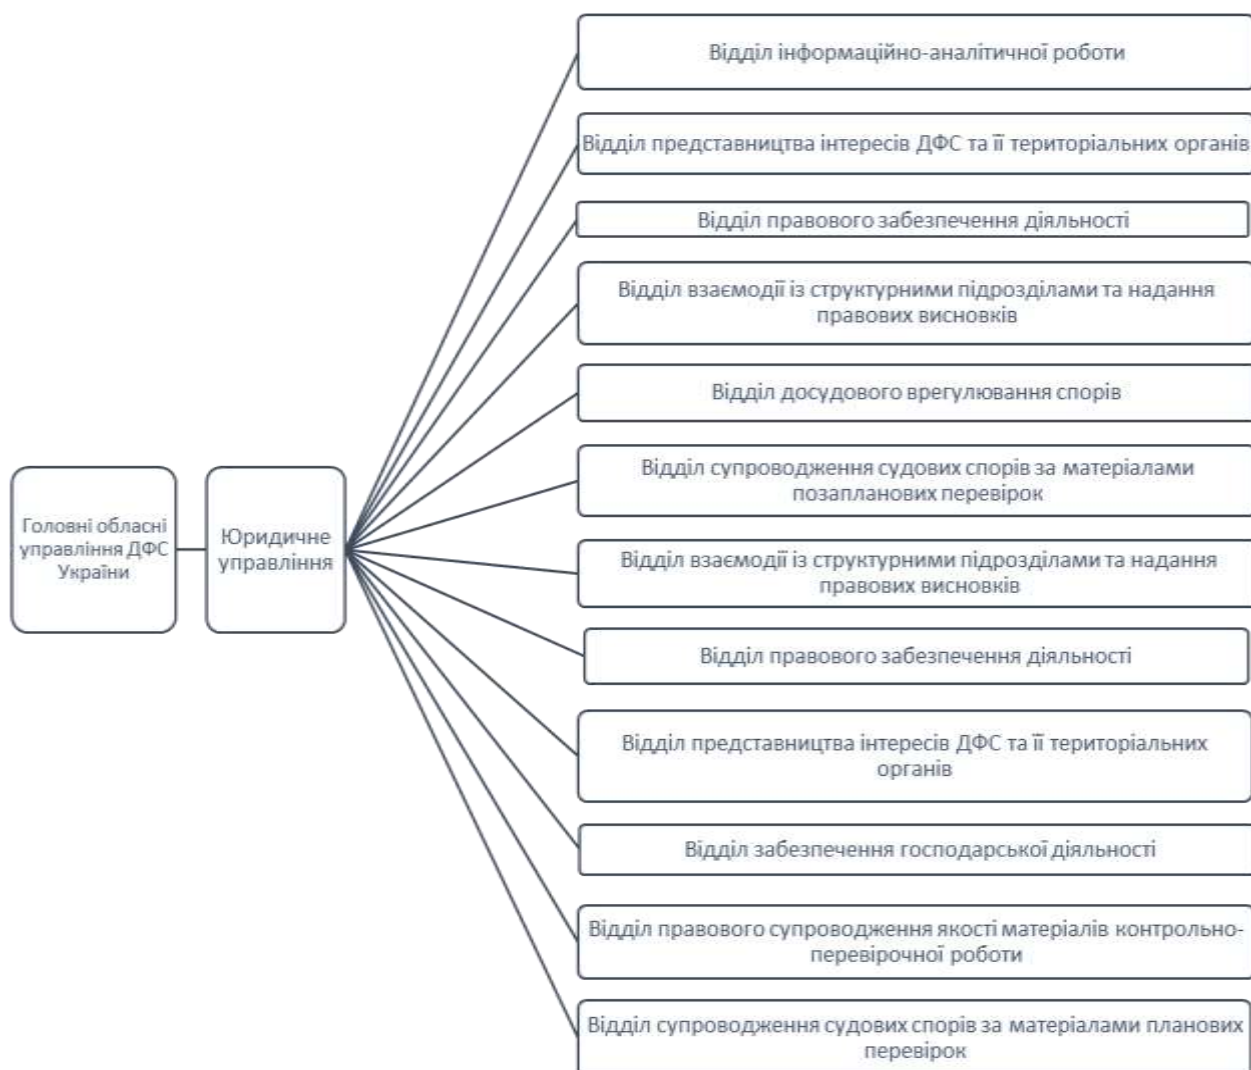 Відділ інформаційно-аналітичної роботи
Відділ представництва інтересів ДФС та її територіальних органів
Відділ правового забезпечення діяльності
Відділ взаємодії із структурними підрозділами та надання
правових висновків
Відділ досудового врегулювання спорів
Відділ супроводження судових спорів за матеріалами
позапланових перевірок
Головні обласні
управління ДФС
України
Юридичне
управління
Відділ взаємодії із структурними підрозділами та надання
правових висновків
Відділ правового забезпечення діяльності
Відділ представництва інтересів ДФС та її територіальних
органів
Відділ забезпечення господарської діяльності
Відділ правового супроводження якості матеріалів контрольно-
перевірочної роботи
Відділ супроводження судових спорів за матеріалами планових
перевірок